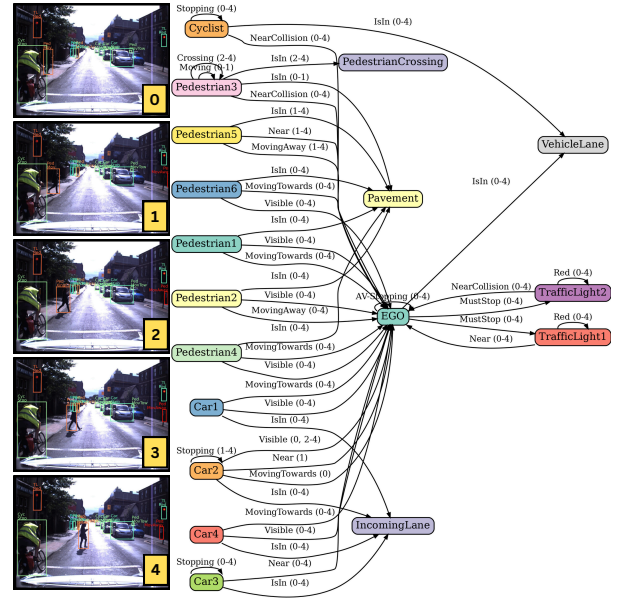 Stopping (0-4)
Cyclist
IsIn (0-4)
NearCollision (0-4)
Crossing (2-4)
Moving (0-1)
IsIn (2-4)
PedestrianCrossing
Pedestrian3
IsIn (0-1)
NearCollision (0-4)
0
IsIn (1-4)
Pedestrian5
Near (1-4)
MovingAway (1-4)
VehicleLane
IsIn (0-4)
Pedestrian6
MovingTowards (0-4)
IsIn (0-4)
Visible (0-4)
Pavement
1
IsIn (0-4)
Pedestrian1
Visible (0-4)
MovingTowards (0-4)
IsIn (0-4)
Red (0-4)
Pedestrian2
Visible (0-4)
AV-Stopping (0-4)
NearCollision (0-4)
TrafficLight2
MovingAway (0-4)
EGO
MustStop (0-4)
IsIn (0-4)
MustStop (0-4)
Red (0-4)
2
Pedestrian4
MovingTowards (0-4)
Near (0-4)
TrafficLight1
Visible (0-4)
MovingTowards (0-4)
Car1
Visible (0-4)
IsIn (0-4)
Visible (0, 2-4)
3
Stopping (1-4)
Near (1)
Car2
MovingTowards (0)
IsIn (0-4)
MovingTowards (0-4)
IncomingLane
Car4
Visible (0-4)
IsIn (0-4)
Stopping (0-4)
Near (0-4)
4
Car3
IsIn (0-4)